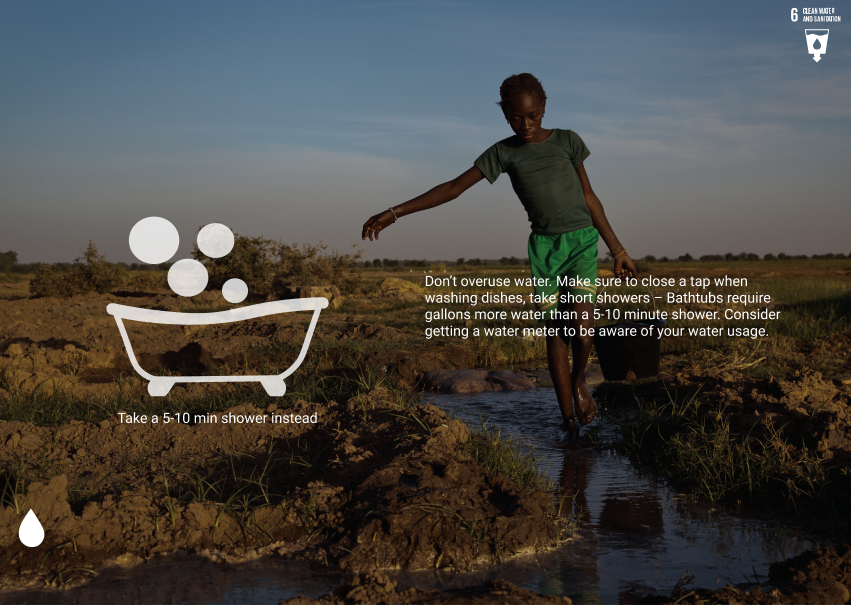 6 CLEAN WATER
AND SANITATION
Don’t overuse water. Make sure to close a tap when
washing dishes, take short showers – Bathtubs require
gallons more water than a 5-10 minute shower. Consider
getting a water meter to be aware of your water usage.
Take a 5-10 min shower instead